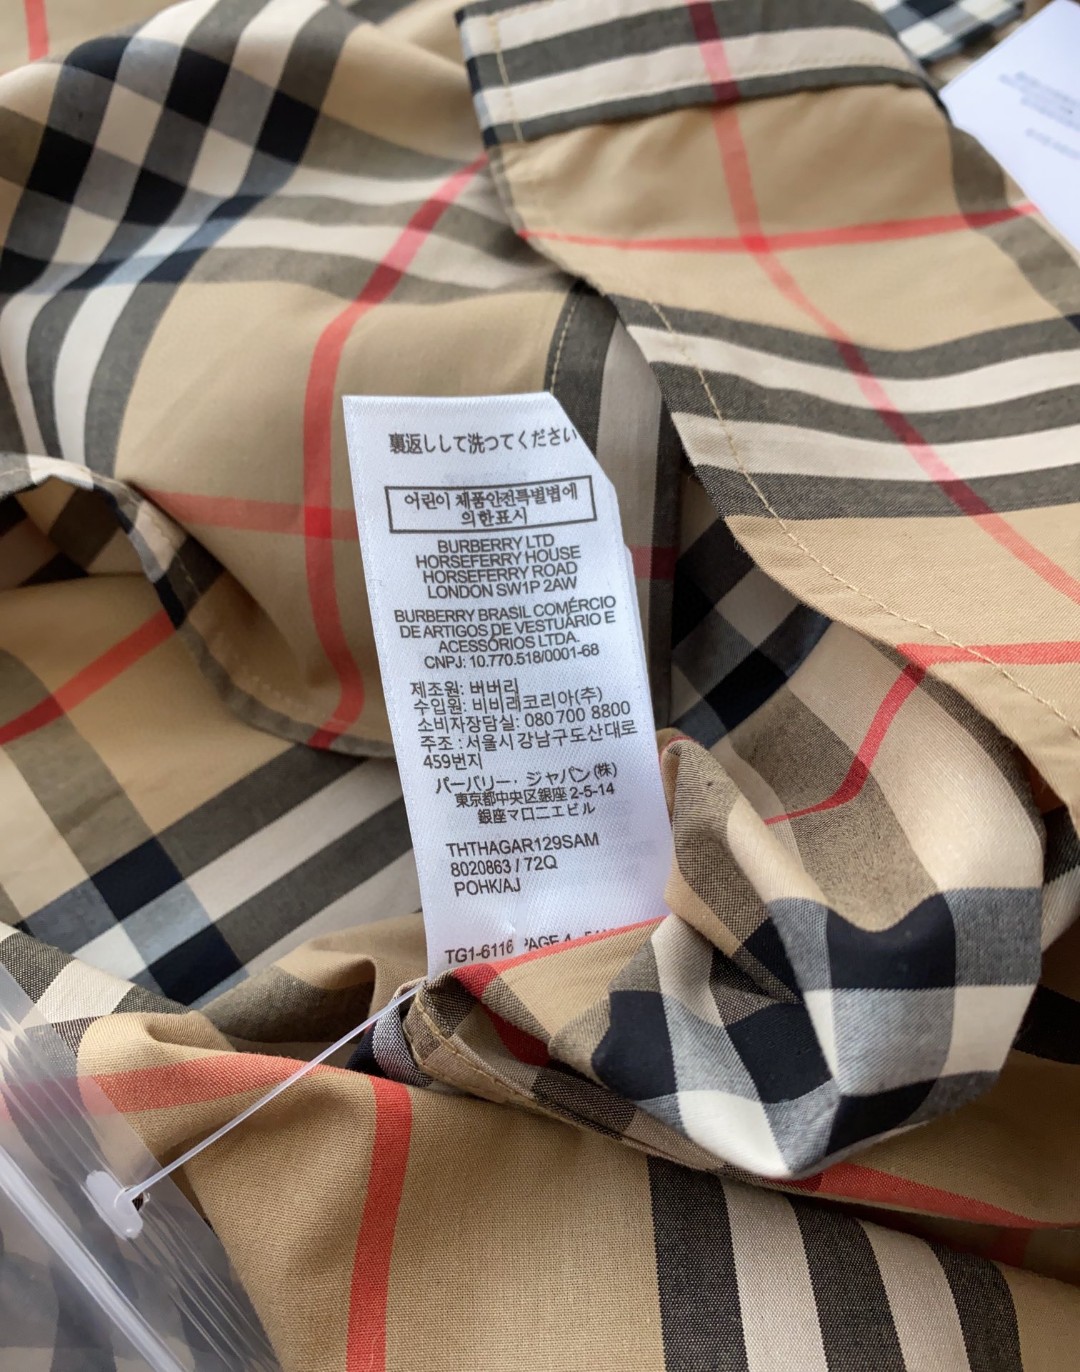 裏返しして洗ってください
어린이 제품안전특별법에
의한표시
BURBERRY LTD
HORSEFERRY HOUSE
HORSEFERRY ROAD
LONDON SW1P 2AW
BURBERRY BRASIL COMÉRCIO
DE ARTIGOS DE VESTUÁRIO E
ACESSÓRIOS LTDA.
CNPJ: 10.770.518/0001-68
제조원: 버버리
수입원: 비비래코리아(주)
소비자장담실: 080 700 8800
주조 : 서울시 강남구도산대로
459번지
バーバリー・ジャパン(株)
東京都中央区銀座 2-5-14
銀座マロニエビル
THTHAGAR129SAM
8020863 / 72Q
POHK/AJ
TG1-6116 PAGE 4